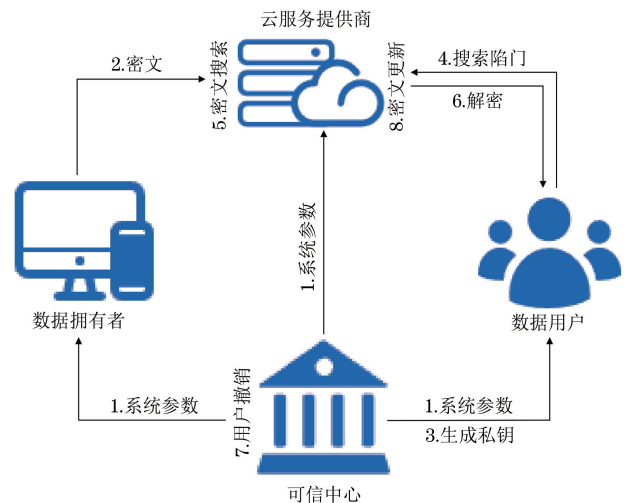 云服务提供商
2.密文
5.密文搜索
8.密文更新
4.搜索陷门
6.解密
1.系统参数
数据拥有者
数据用户
1.系统参数
7.用户撤销
1.系统参数
3.生成私钥
可信中心